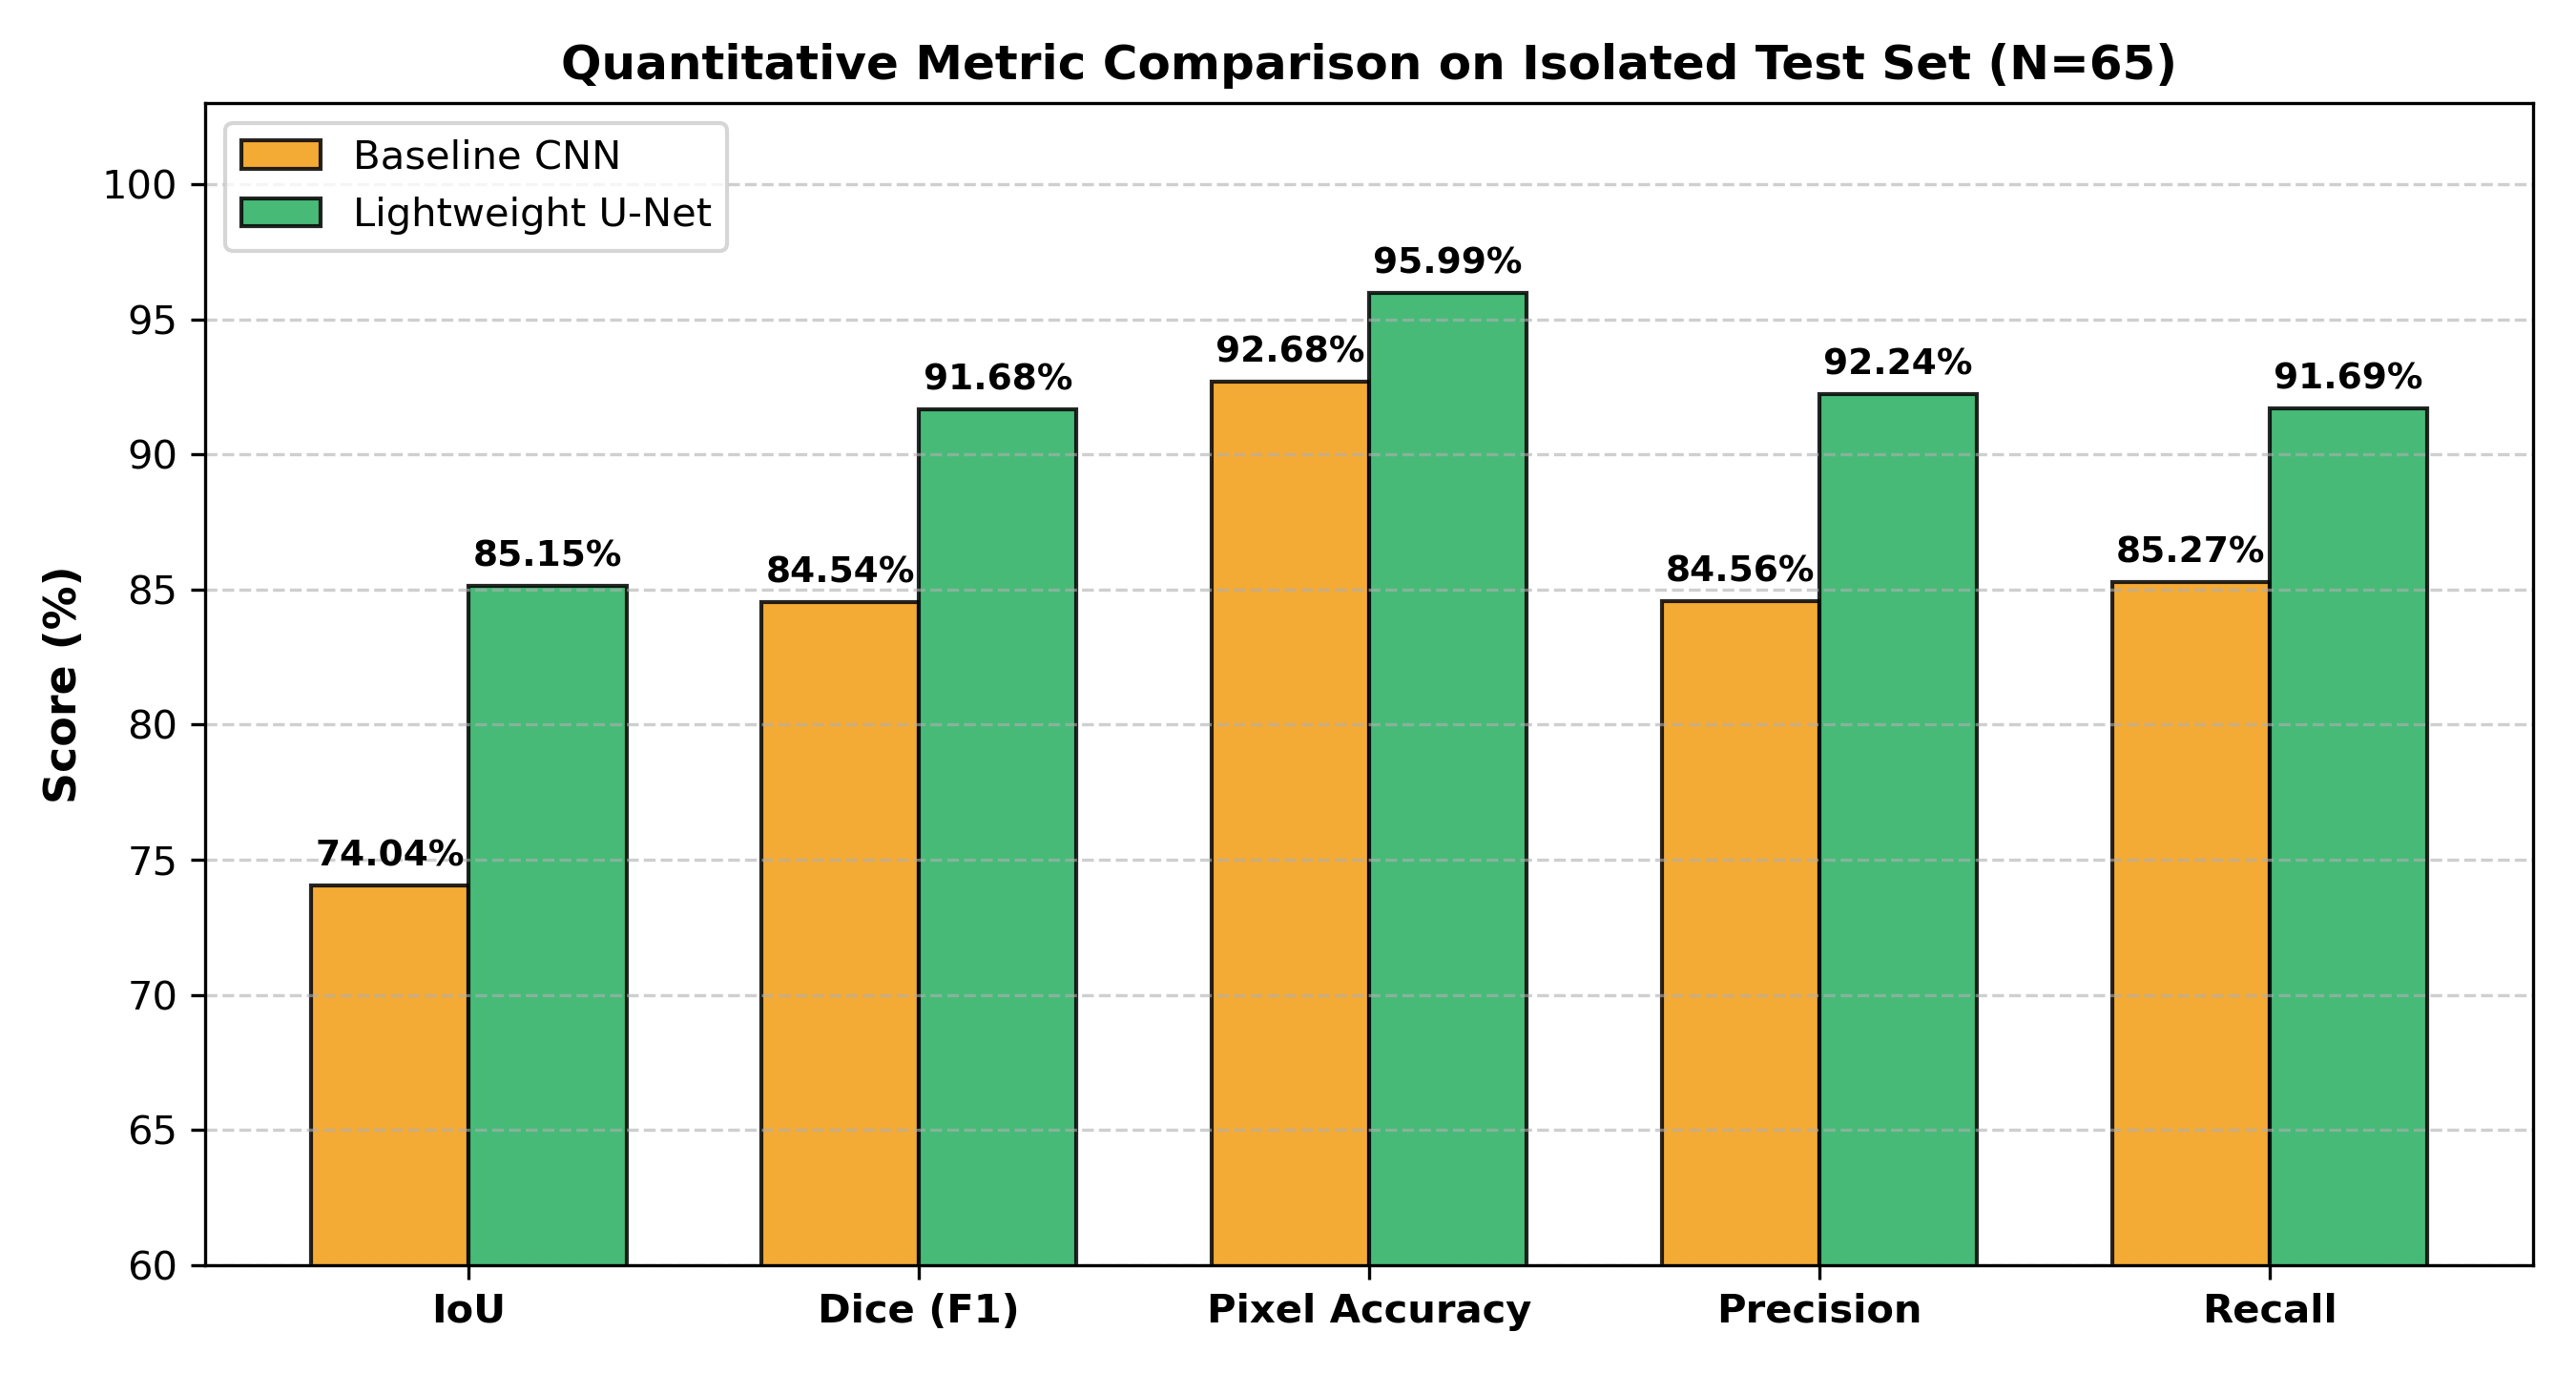 Quantitative Metric Comparison on Isolated Test Set (N=65)
Baseline CNN
Lightweight U-Net
Score (%)
100
95
90
85
80
75
70
65
60
74.04%
85.15%
84.54%
91.68%
92.68%
95.99%
84.56%
92.24%
85.27%
91.69%
IoU
Dice (F1)
Pixel Accuracy
Precision
Recall